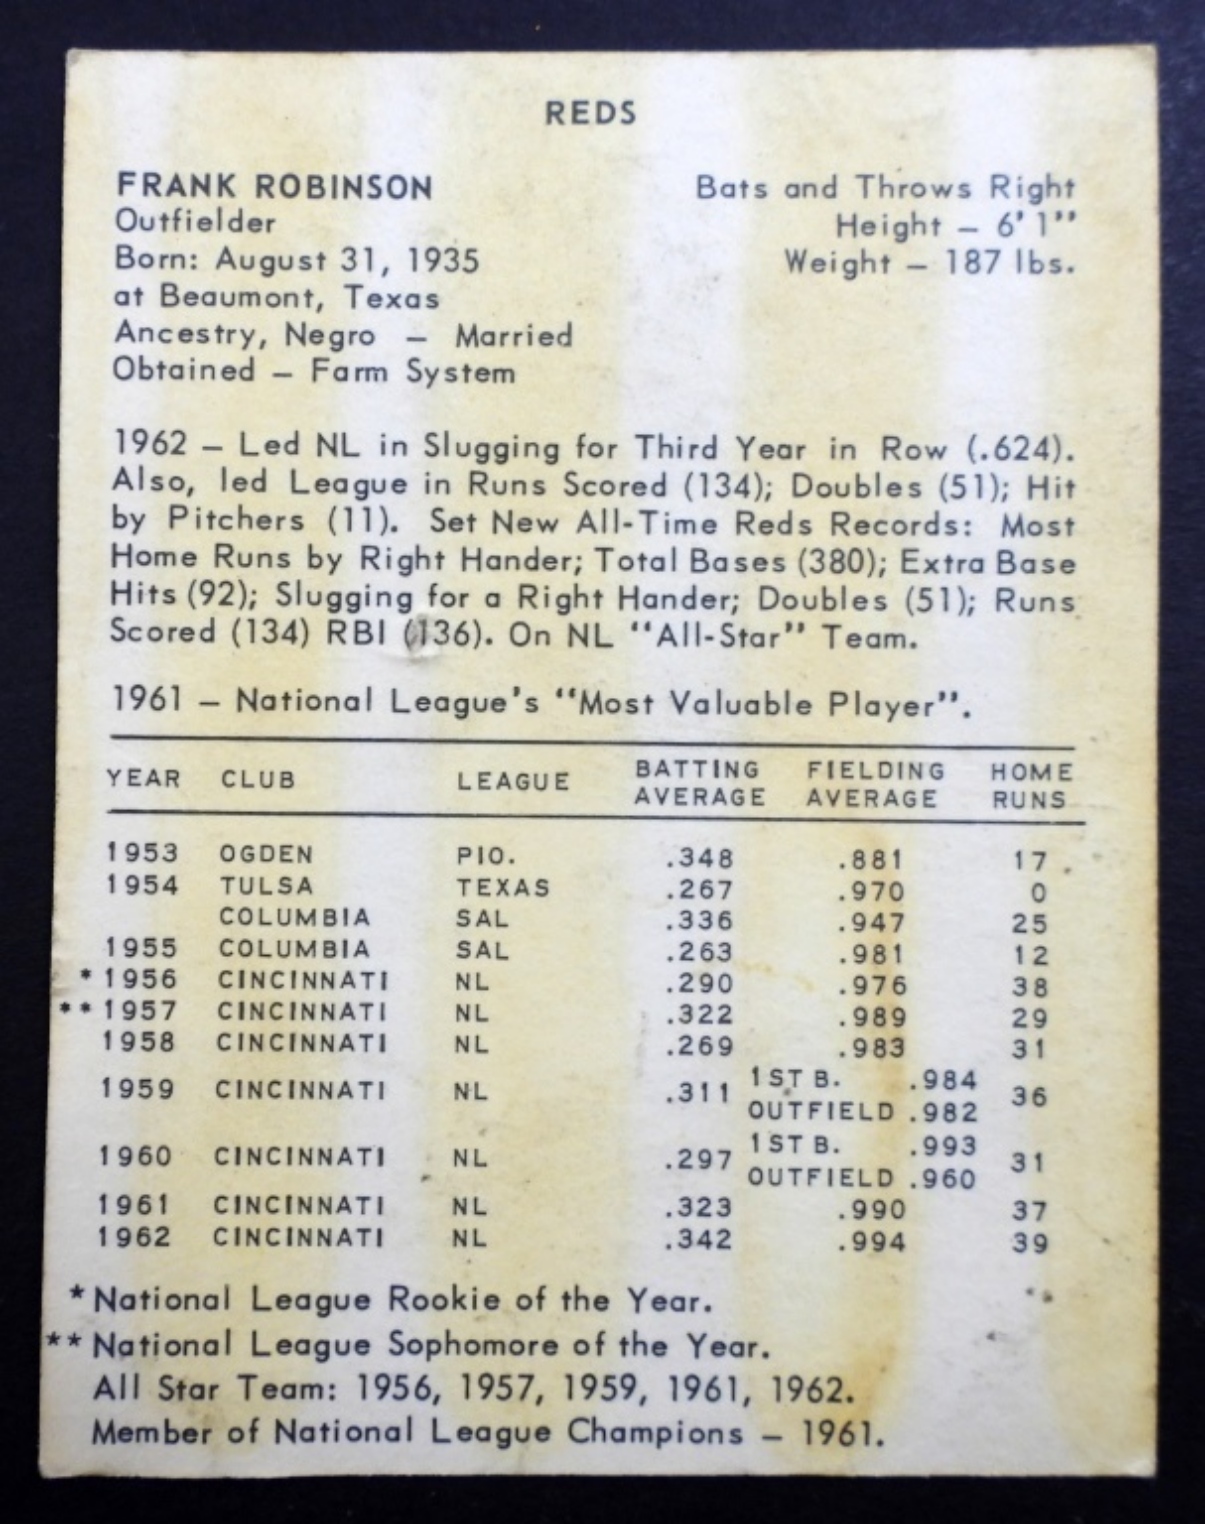 REDS
FRANK ROBINSON Bats and Throws Right
Outfielder Height – 6' 1"
Born: August 31, 1935 Weight – 187 lbs.
at Beaumont, Texas
Ancestry, Negro – Married
Obtained – Farm System
1962 – Led NL in Slugging for Third Year in Row (.624).
Also, led League in Runs Scored (134); Doubles (51); Hit
by Pitchers (11). Set New All-Time Reds Records: Most
Home Runs by Right Hander; Total Bases (380); Extra Base
Hits (92); Slugging for a Right Hander; Doubles (51); Runs
Scored (134) RBI (136). On NL "All-Star" Team.
1961 – National League's "Most Valuable Player".
YEAR CLUB LEAGUE BATTING AVERAGE FIELDING AVERAGE HOME RUNS
1953 OGDEN PIO. .348 .881 17
1954 TULSA TEXAS .267 .970 0
COLUMBIA SAL .336 .947 25
1955 COLUMBIA SAL .263 .981 12
*1956 CINCINNATI NL .290 .976 38
**1957 CINCINNATI NL .322 .989 29
1958 CINCINNATI NL .269 .983 31
1959 CINCINNATI NL .311 1ST B. .984 36
OUTFIELD .982
1960 CINCINNATI NL .297 1ST B. .993 31
OUTFIELD .960
1961 CINCINNATI NL .323 .990 37
1962 CINCINNATI NL .342 .994 39
*National League Rookie of the Year.
**National League Sophomore of the Year.
All Star Team: 1956, 1957, 1959, 1961, 1962.
Member of National League Champions – 1961.